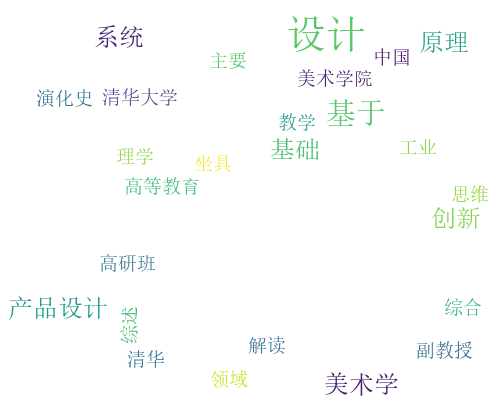 设计
系统
原理
中国
主要
美术学院
演化史
清华大学
基于
教学
基础
工业
理学
坐具
高等教育
思维
创新
高研班
产品设计
综合
综述
解读
副教授
清华
领域
美术学